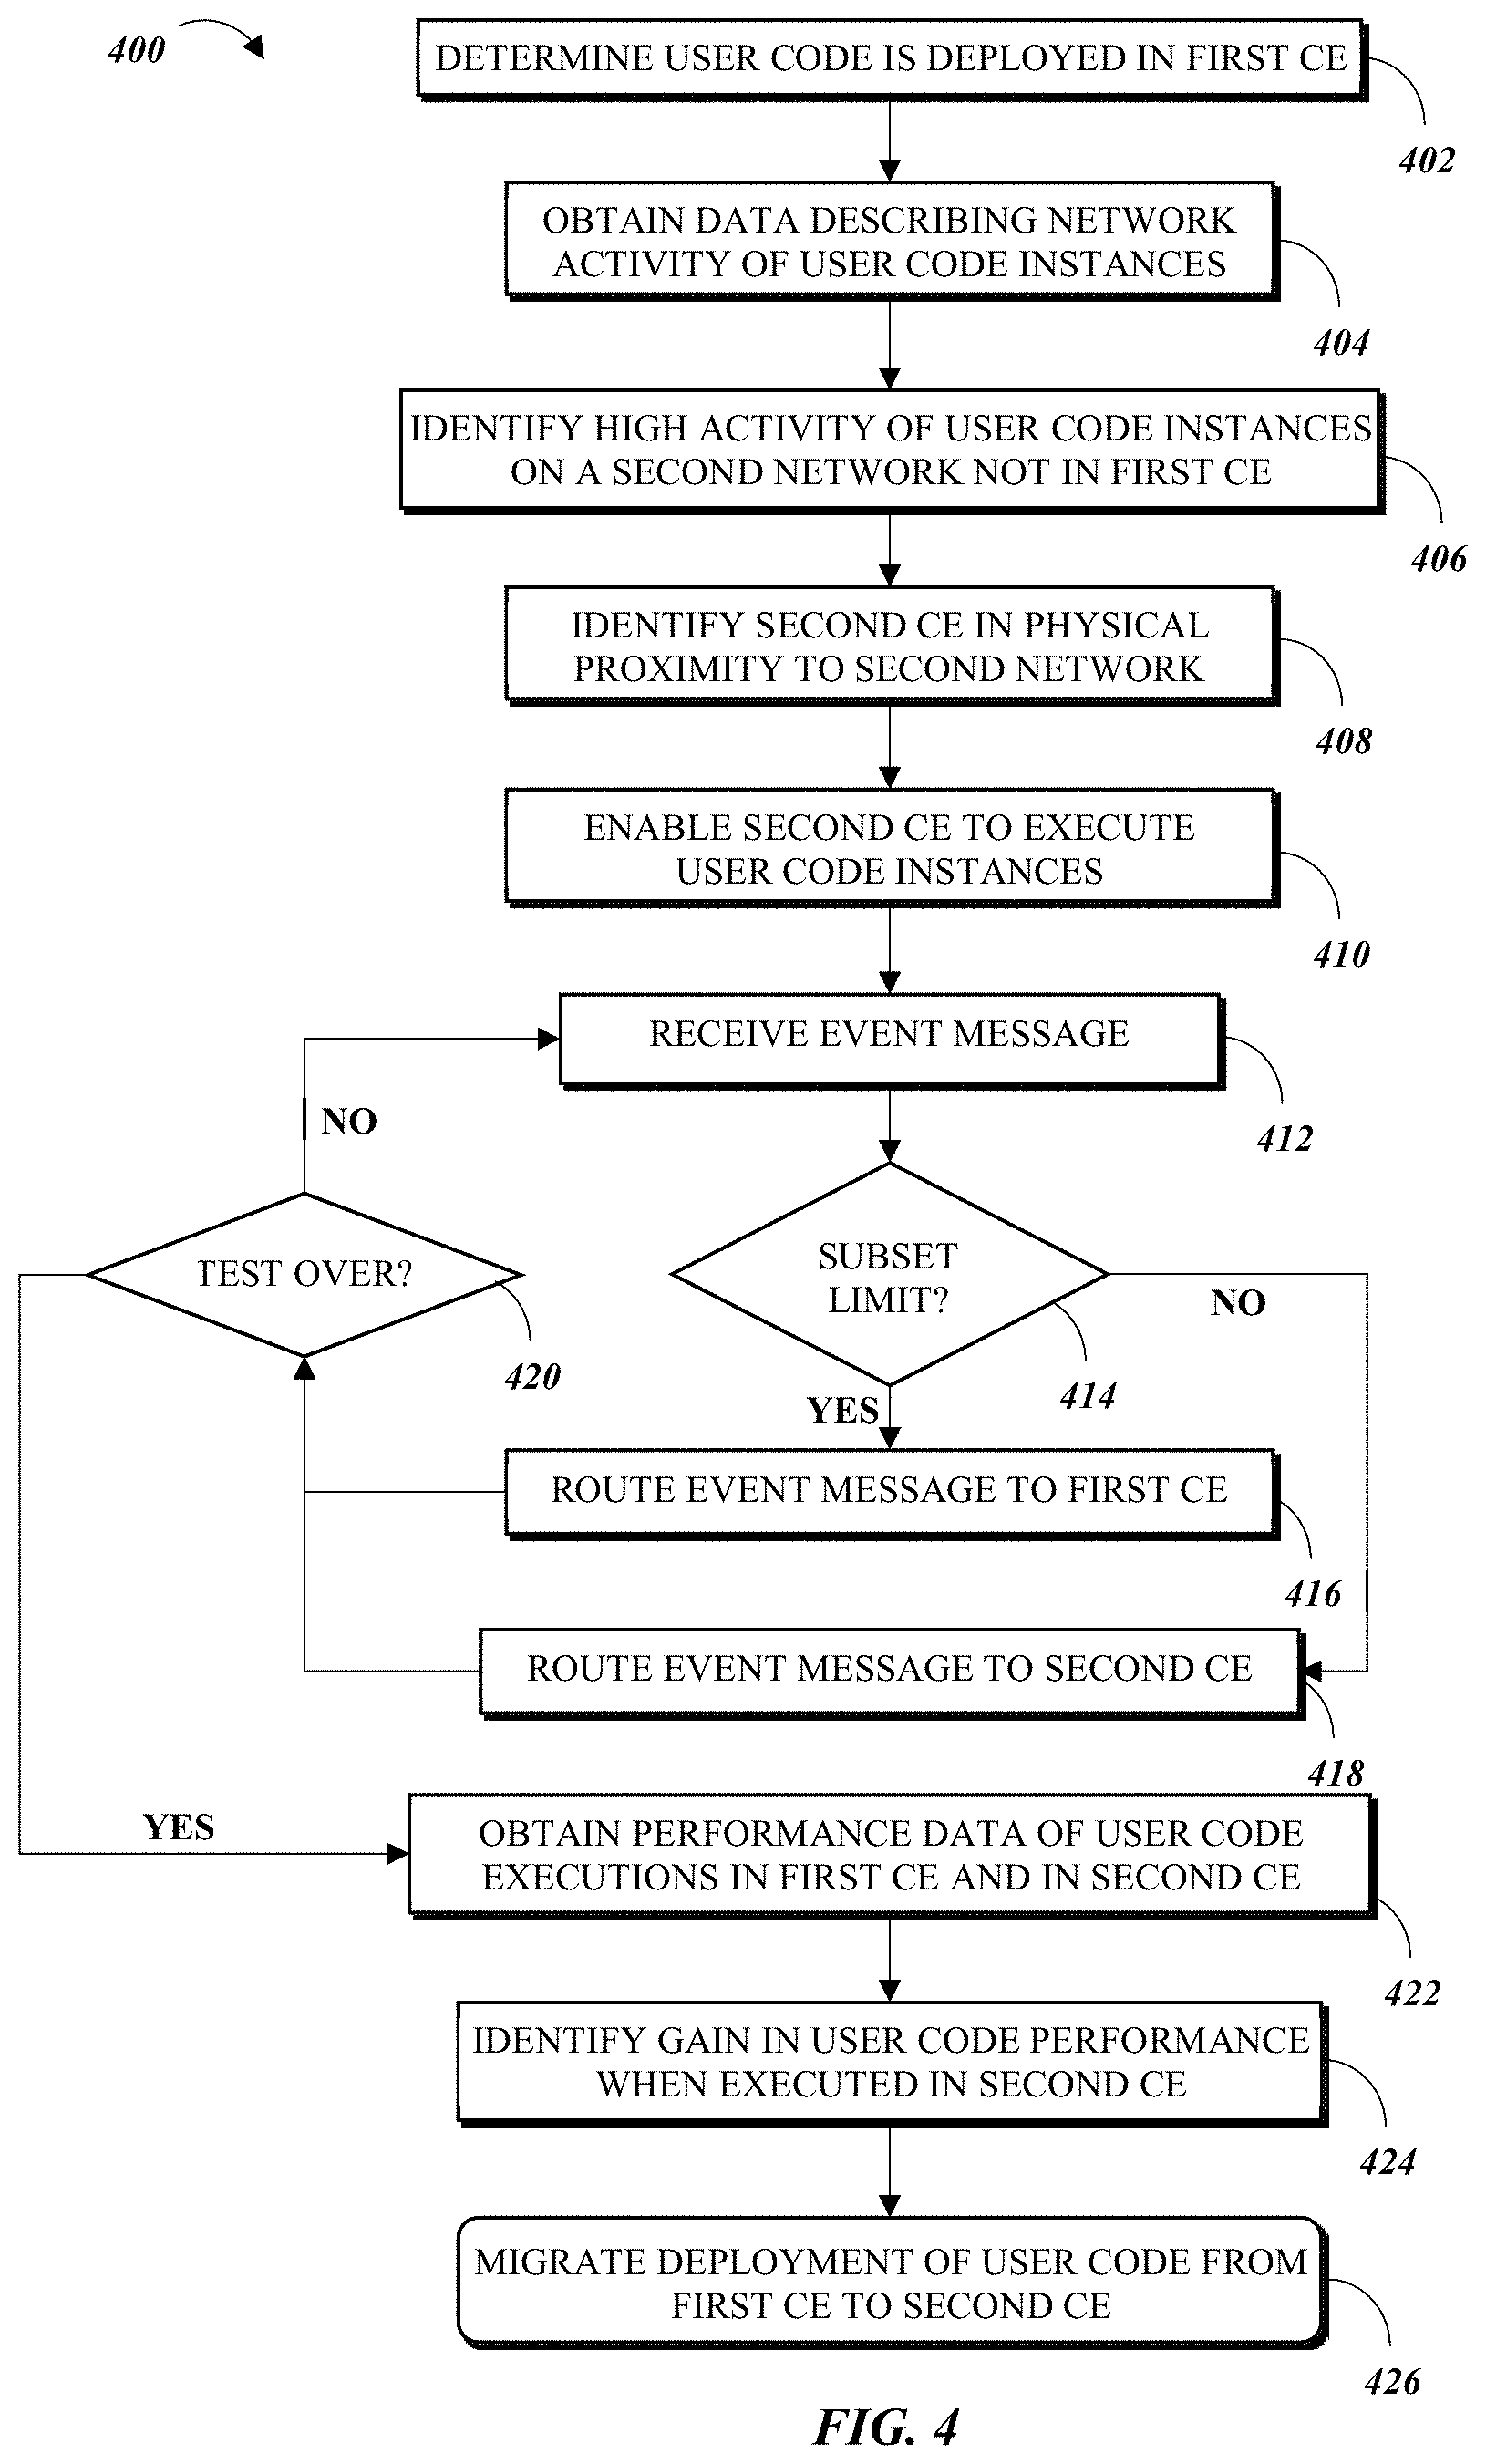 400
DETERMINE USER CODE IS DEPLOYED IN FIRST CE
402
OBTAIN DATA DESCRIBING NETWORK
ACTIVITY OF USER CODE INSTANCES
404
IDENTIFY HIGH ACTIVITY OF USER CODE INSTANCES
ON A SECOND NETWORK NOT IN FIRST CE
406
IDENTIFY SECOND CE IN PHYSICAL
PROXIMITY TO SECOND NETWORK
408
ENABLE SECOND CE TO EXECUTE
USER CODE INSTANCES
410
RECEIVE EVENT MESSAGE
412
NO
TEST OVER?
420
SUBSET
LIMIT?
NO
414
YES
ROUTE EVENT MESSAGE TO FIRST CE
416
ROUTE EVENT MESSAGE TO SECOND CE
418
YES
OBTAIN PERFORMANCE DATA OF USER CODE
EXECUTIONS IN FIRST CE AND IN SECOND CE
422
IDENTIFY GAIN IN USER CODE PERFORMANCE
WHEN EXECUTED IN SECOND CE
424
MIGRATE DEPLOYMENT OF USER CODE FROM
FIRST CE TO SECOND CE
426
FIG. 4